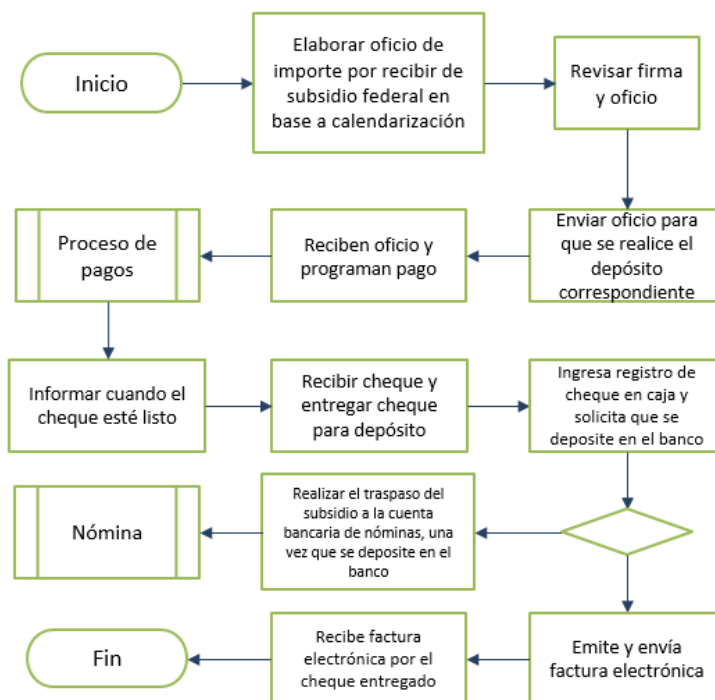 Inicio
Elaborar oficio de
importe por recibir de
subsidio federal en
base a calendarización
Revisar firma
y oficio
Enviar oficio para
que se realice el
depósito
correspondiente
Reciben oficio y
programan pago
Proceso de
pagos
Informar cuando el
cheque esté listo
Recibir cheque y
entregar cheque
para depósito
Ingresa registro de
cheque en caja y
solicita que se
deposite en el banco
Realizar el traspaso del
subsidio a la cuenta
bancaria de nóminas, una
vez que se deposite en el
banco
Nómina
Emite y envía
factura electrónica
Recibe factura
electrónica por el
cheque entregado
Fin